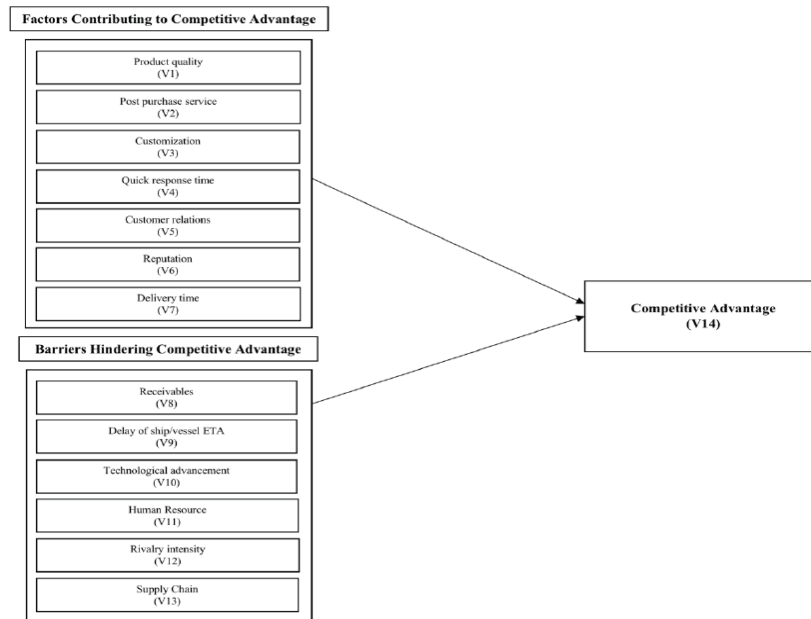 Factors Contributing to Competitive Advantage
Product quality
(V1)
Post purchase service
(V2)
Customization
(V3)
Quick response time
(V4)
Customer relations
(V5)
Reputation
(V6)
Delivery time
(V7)
Barriers Hindering Competitive Advantage
Receivables
(V8)
Delay of ship/vessel ETA
(V9)
Technological advancement
(V10)
Human Resource
(V11)
Rivalry intensity
(V12)
Supply Chain
(V13)
Competitive Advantage
(V14)